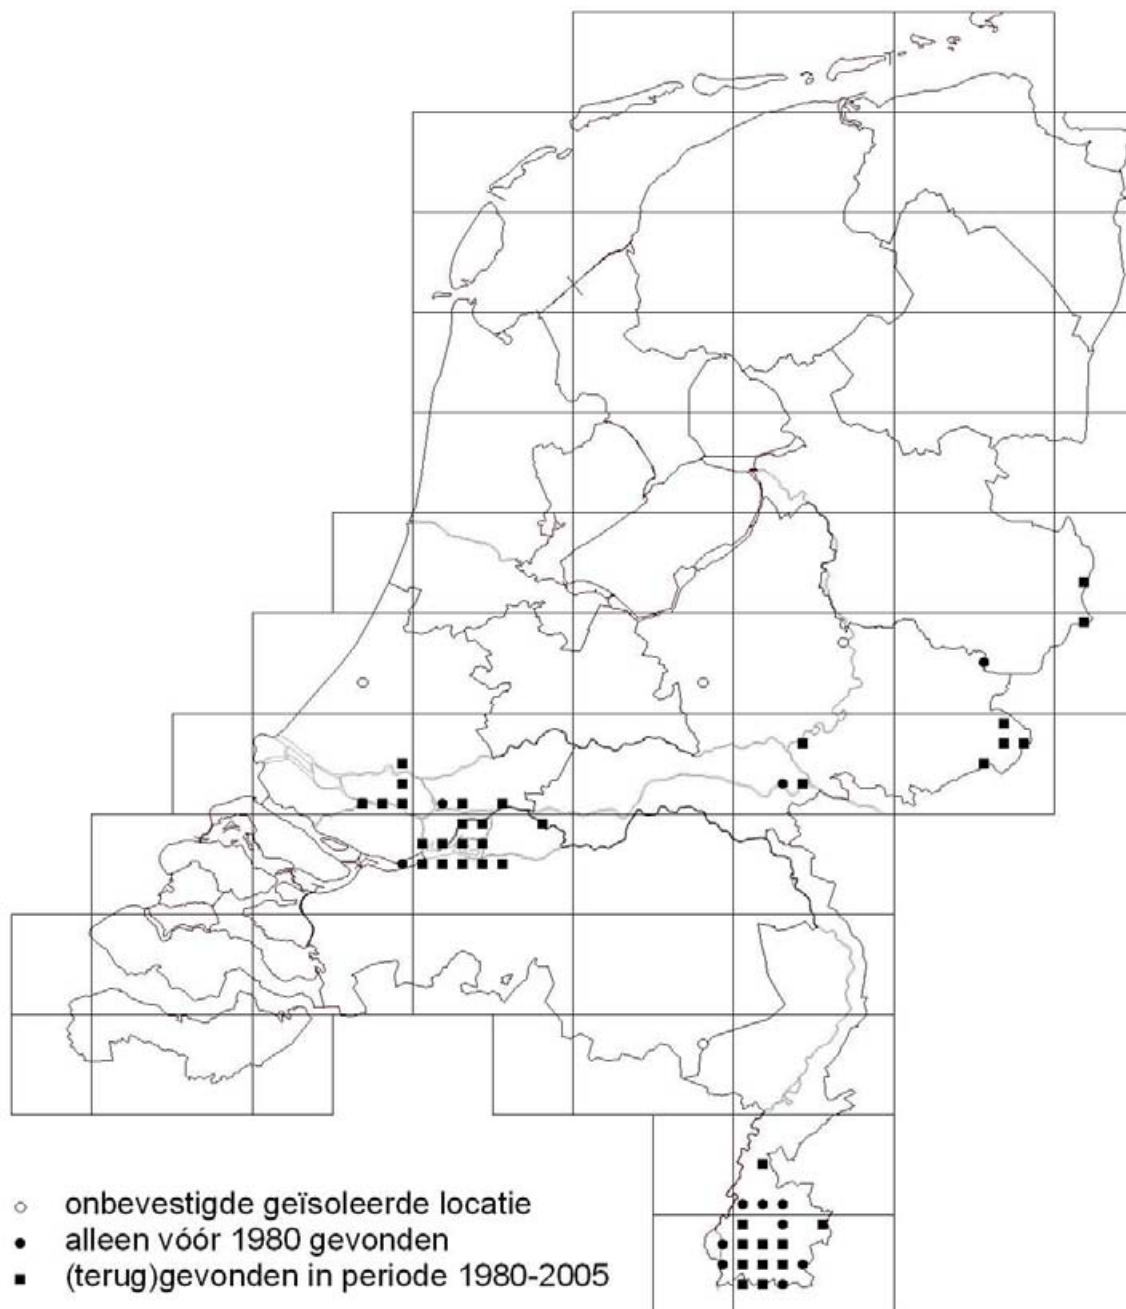 onbevestigde geïsoleerde locatie
alleen vóór 1980 gevonden
(terug)gevonden in periode 1980-2005